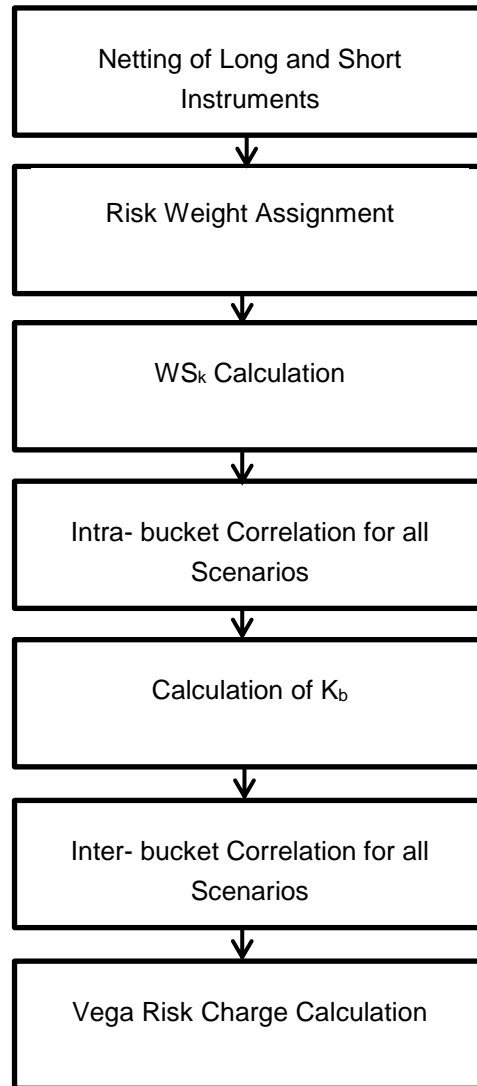 Netting of Long and Short
Instruments
Risk Weight Assignment
WSk Calculation
Intra- bucket Correlation for all
Scenarios
Calculation of Kb
Inter- bucket Correlation for all
Scenarios
Vega Risk Charge Calculation